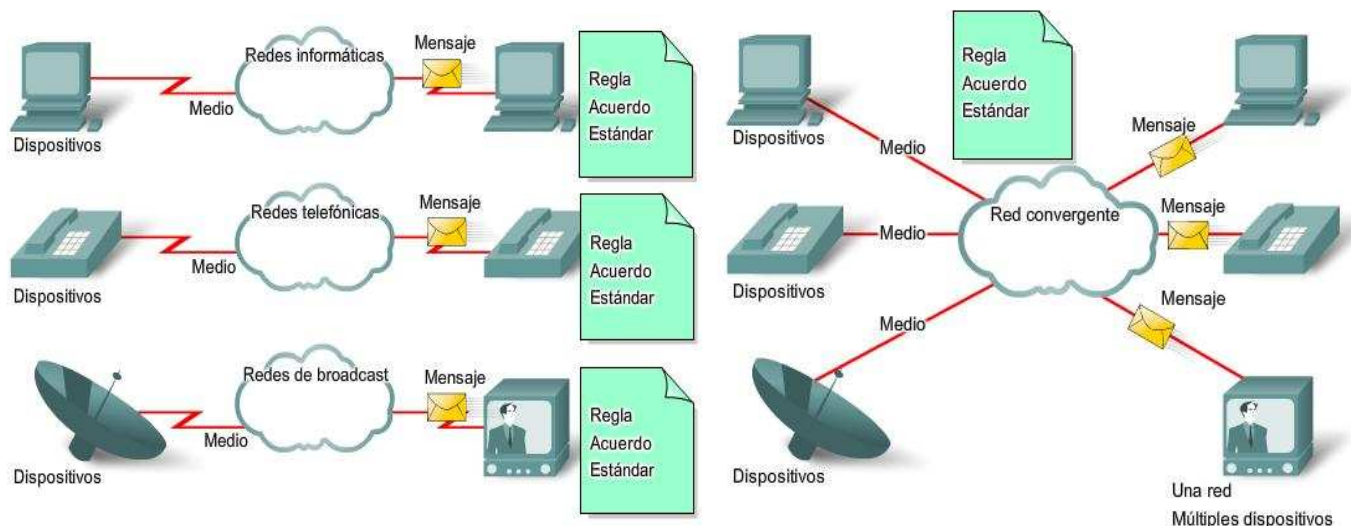 Redes informáticas
Mensaje
Medio
Dispositivos
Regla
Acuerdo
Estándar
Redes telefónicas
Mensaje
Medio
Dispositivos
Regla
Acuerdo
Estándar
Redes de broadcast
Mensaje
Medio
Dispositivos
Regla
Acuerdo
Estándar
Regla
Acuerdo
Estándar
Dispositivos
Medio
Mensaje
Red convergente
Dispositivos
Medio
Mensaje
Dispositivos
Medio
Mensaje
Una red
Múltiples dispositivos